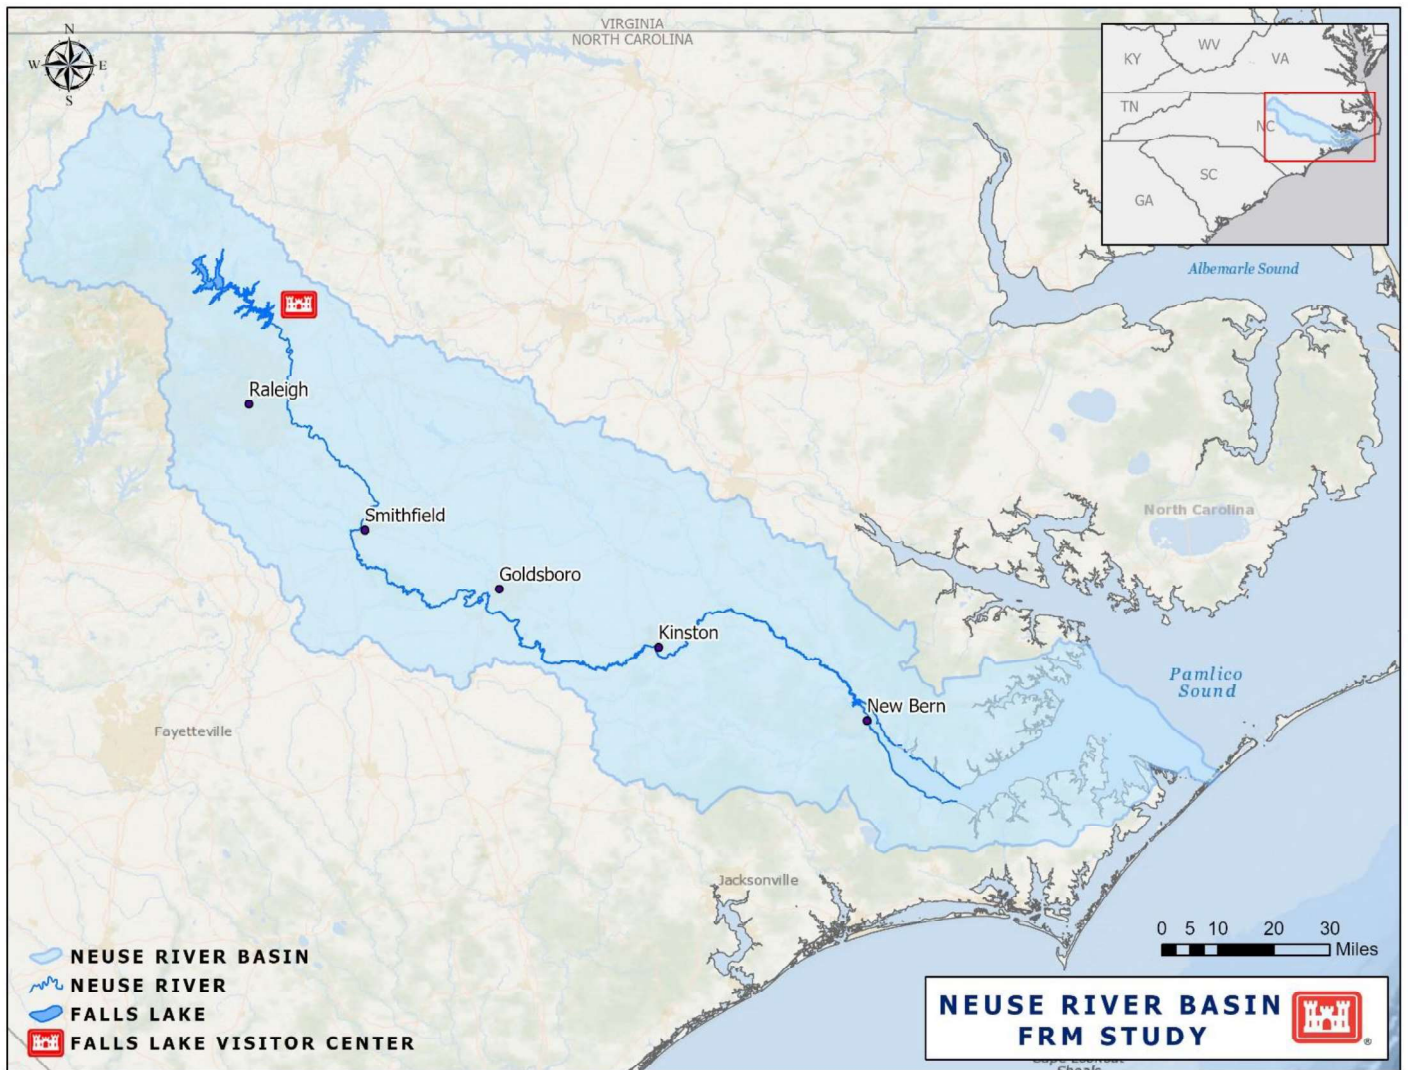 VIRGINIA
NORTH CAROLINA
N
W E
S
KY
WV
VA
TN
NC
SC
GA
Albemarle Sound
Raleigh
Smithfield
North Carolina
Goldsboro
Kinston
Pamlico
Sound
New Bern
Fayetteville
Jacksonville
0 5 10 20 30
Miles
NEUSE RIVER BASIN
NEUSE RIVER
FALLS LAKE
FALLS LAKE VISITOR CENTER
NEUSE RIVER BASIN
FRM STUDY
®